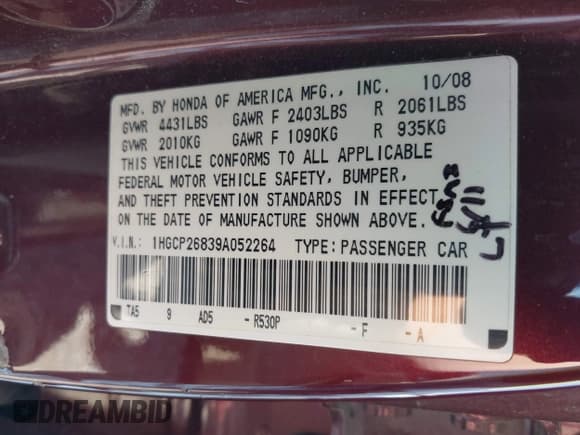 MFD. BY HONDA OF AMERICA MFG., INC. 10/08
GVWR 4431LBS GAWR F 2403LBS R 2061LBS
GVWR 2010KG GAWR F 1090KG R 935KG
THIS VEHICLE CONFORMS TO ALL APPLICABLE
FEDERAL MOTOR VEHICLE SAFETY, BUMPER,
AND THEFT PREVENTION STANDARDS IN EFFECT
ON THE DATE OF MANUFACTURE SHOWN ABOVE.
V.I.N.: 1HGCP26839A052264 TYPE: PASSENGER CAR
TA5 9 AD5 - R530P - F - A
DREAMBID